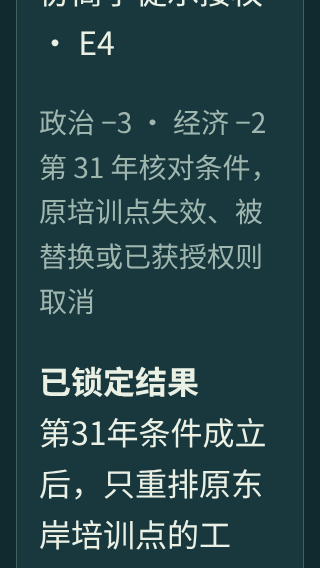 · E4
政治 −3 · 经济 −2
第 31 年核对条件，
原培训点失效、被
替换或已获授权则
取消
已锁定结果
第31年条件成立
后，只重排原东
岸培训点的工